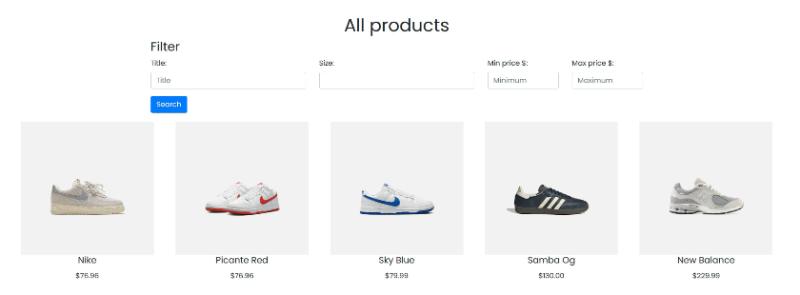 All products
Filter
Title: Size: Min price $: Max price $:
Title Minimum Maximum
Search
Nike Picante Red Sky Blue Samba Og New Balance
$76.96 $76.96 $79.99 $130.00 $229.99